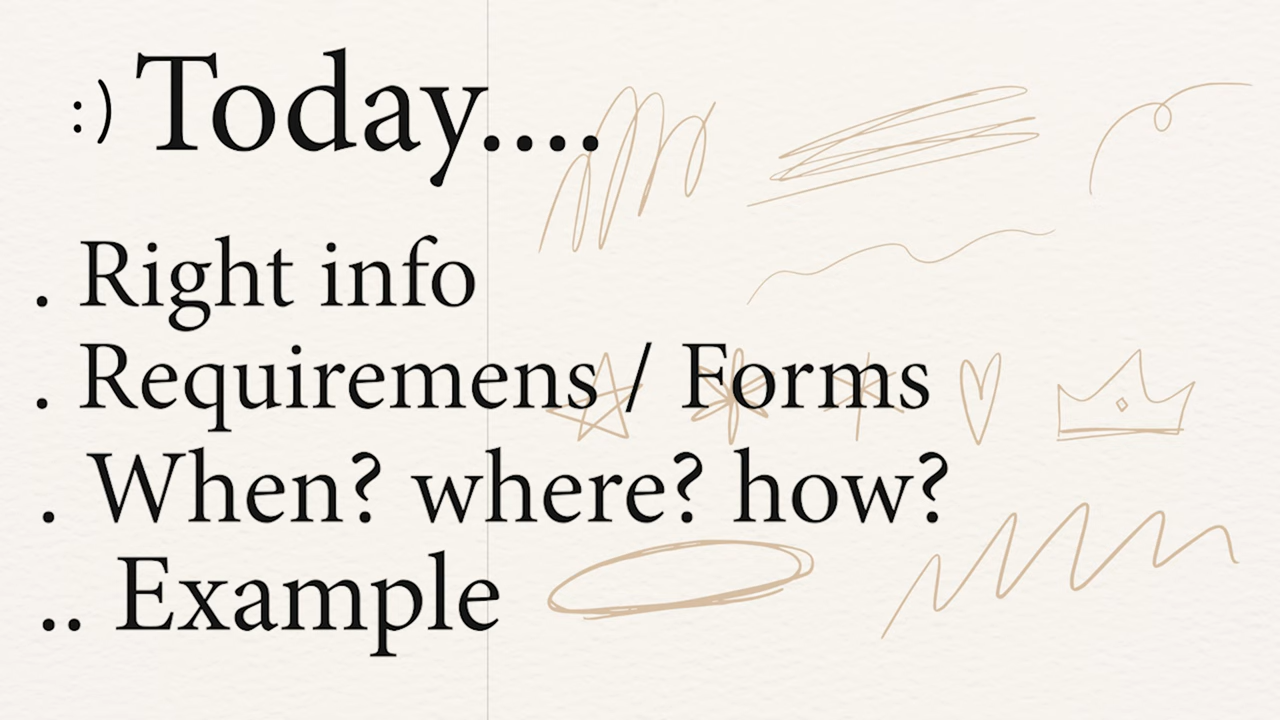 :) Today....
. Right info
. Requiremens / Forms
. When? where? how?
.. Example